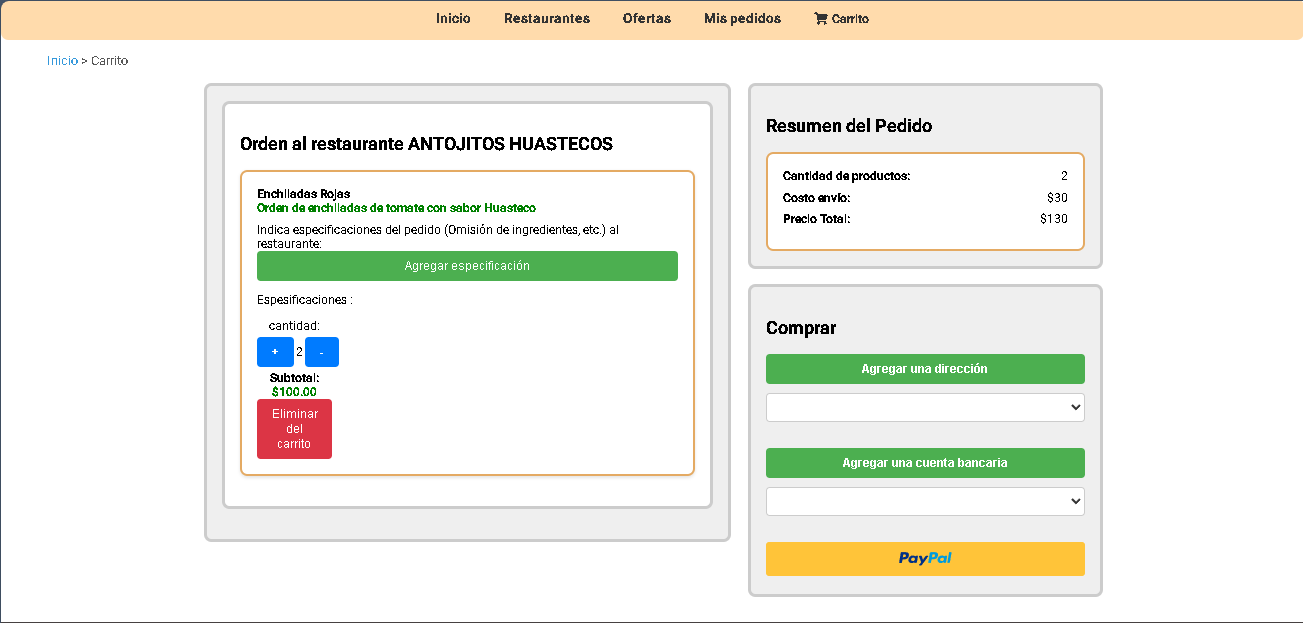 Inicio Restaurantes Ofertas Mis pedidos Carrito
Inicio > Carrito
Orden al restaurante ANTOJITOS HUASTECOS
Enchiladas Rojas
Orden de enchiladas de tomate con sabor Huasteco
Indica especificaciones del pedido (Omisión de ingredientes, etc.) al
restaurante:
Agregar especificación
Espesificaciones :
cantidad:
+ 2 -
Subtotal:
$100.00
Eliminar
del
carrito
Resumen del Pedido
Cantidad de productos: 2
Costo envío: $30
Precio Total: $130
Comprar
Agregar una dirección
Agregar una cuenta bancaria
PayPal